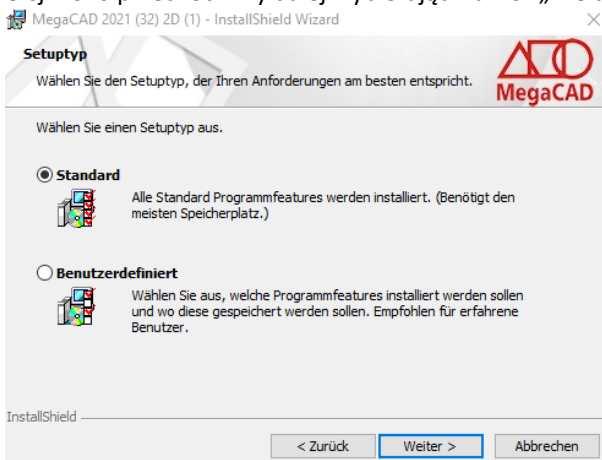 MegaCAD 2021 (32) 2D (1) - InstallShield Wizard
Setuptyp
Wählen Sie den Setuptyp, der Ihren Anforderungen am besten entspricht.
MegaCAD
Wählen Sie einen Setuptyp aus.
Standard
Alle Standard Programmfeatures werden installiert. (Benötigt den
meisten Speicherplatz.)
Benutzerdefiniert
Wählen Sie aus, welche Programmfeatures installiert werden sollen
und wo diese gespeichert werden sollen. Empfohlen für erfahrene
Benutzer.
InstallShield
< Zurück
Weiter >
Abbrechen